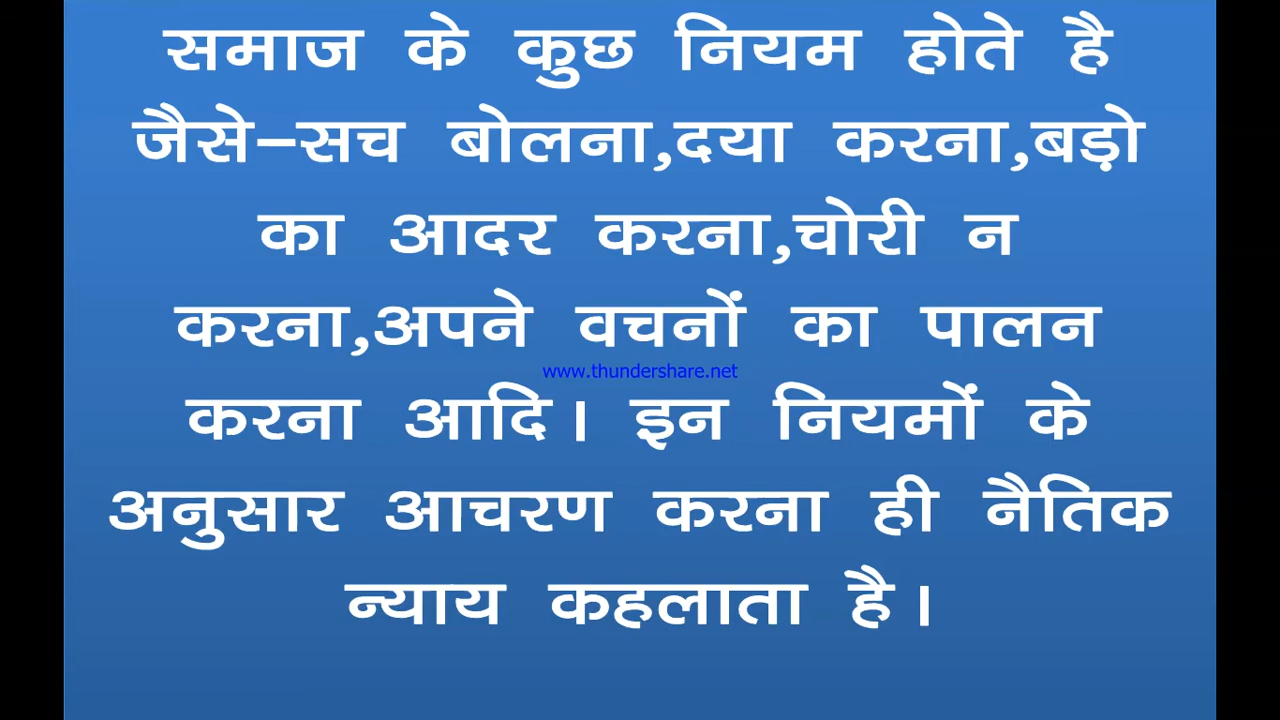 समाज के कुछ नियम होते है
जैसे–सच बोलना,दया करना,बड़ो
का आदर करना,चोरी न
करना,अपने वचनों का पालन
www.thundershare.net
करना आदि। इन नियमों के
अनुसार आचरण करना ही नैतिक
न्याय कहलाता है।